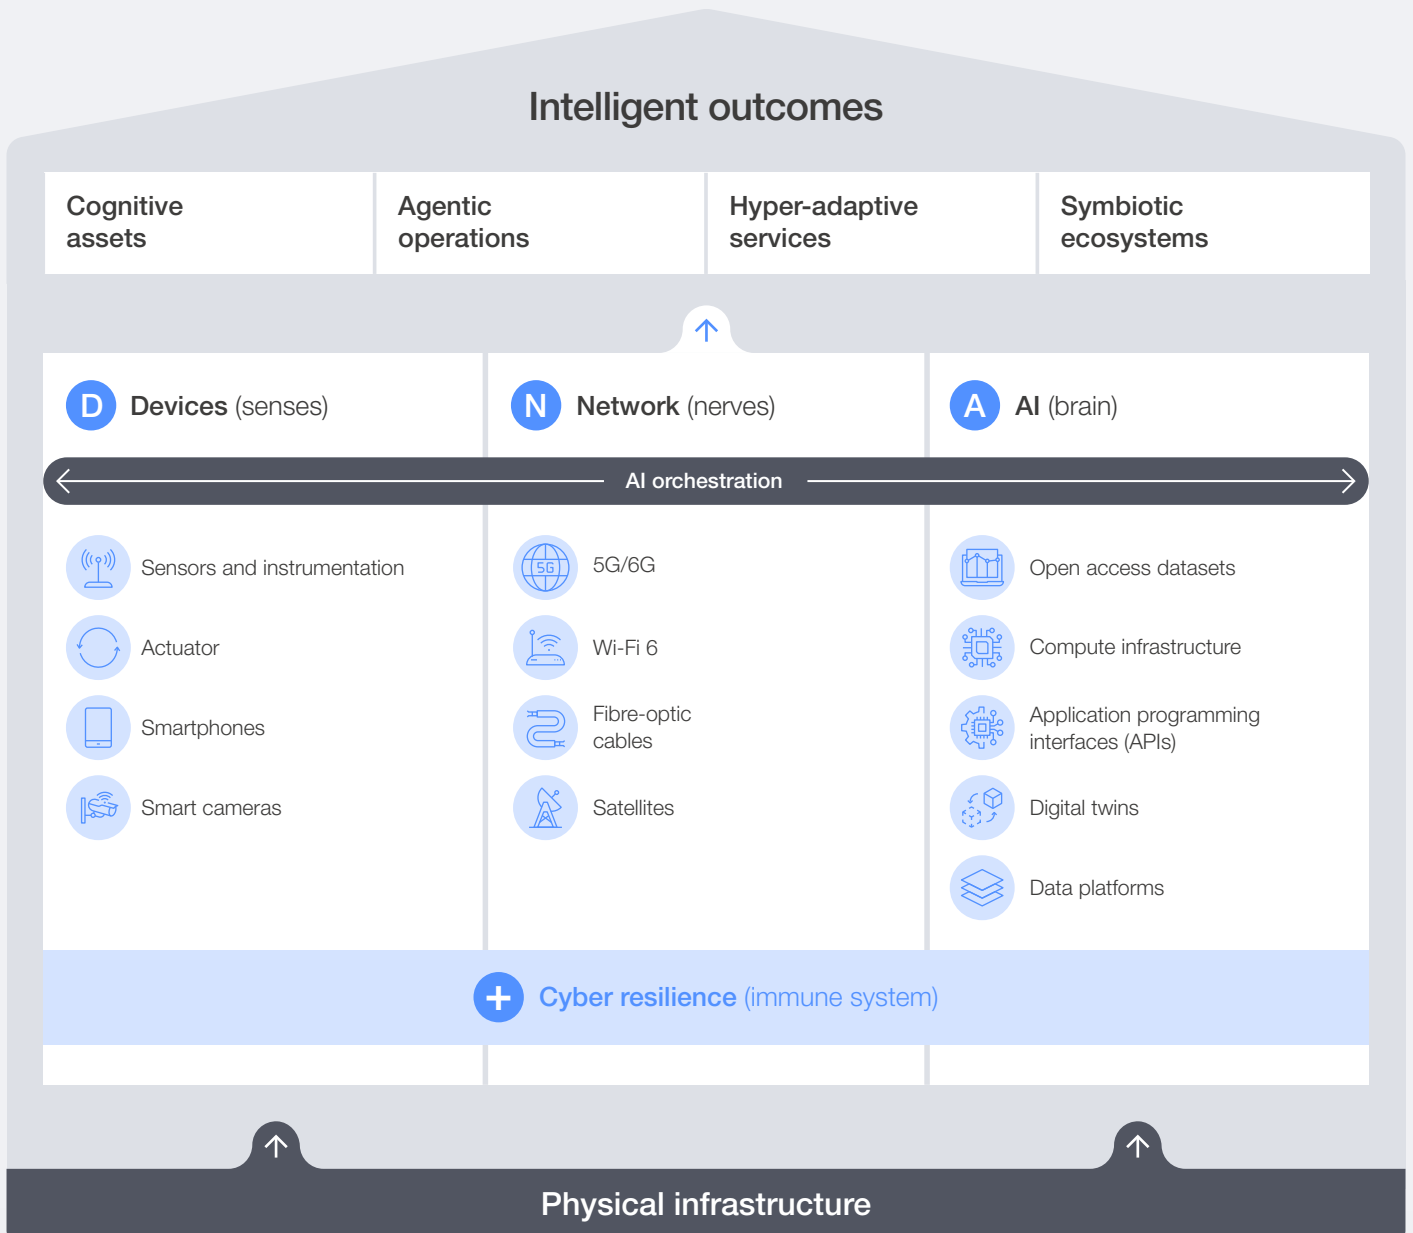 Intelligent outcomes
Cognitive
assets
Agentic
operations
Hyper-adaptive
services
Symbiotic
ecosystems
D Devices (senses)
N Network (nerves)
A AI (brain)
AI orchestration
Sensors and instrumentation
Actuator
Smartphones
Smart cameras
5G
5G/6G
Wi-Fi 6
Fibre-optic
cables
Satellites
Open access datasets
Compute infrastructure
Application programming
interfaces (APIs)
Digital twins
Data platforms
+ Cyber resilience (immune system)
Physical infrastructure